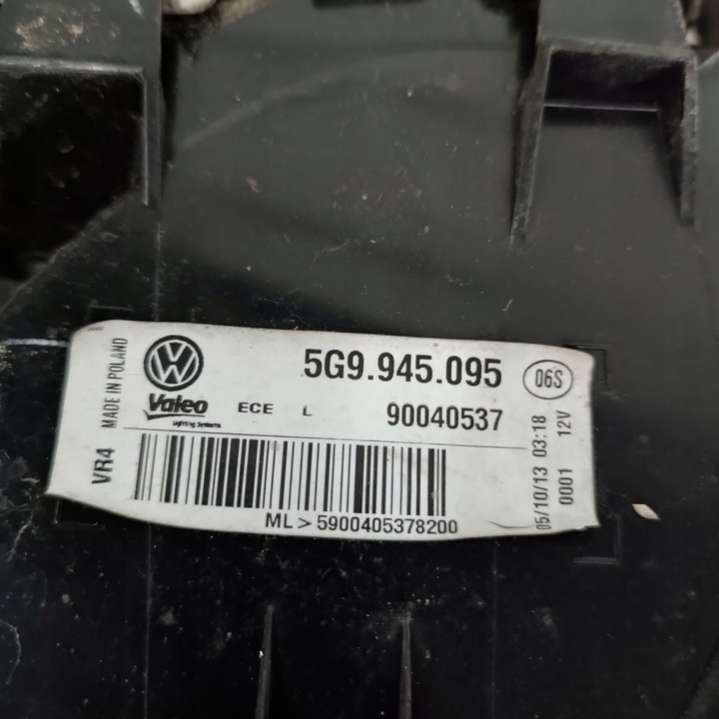 MADE IN POLAND
VR4
VW
Valeo
Lighting Systems
5G9.945.095
06S
ECE L 90040537
ML>5900405378200
05/10/13 03:18
0001 12V